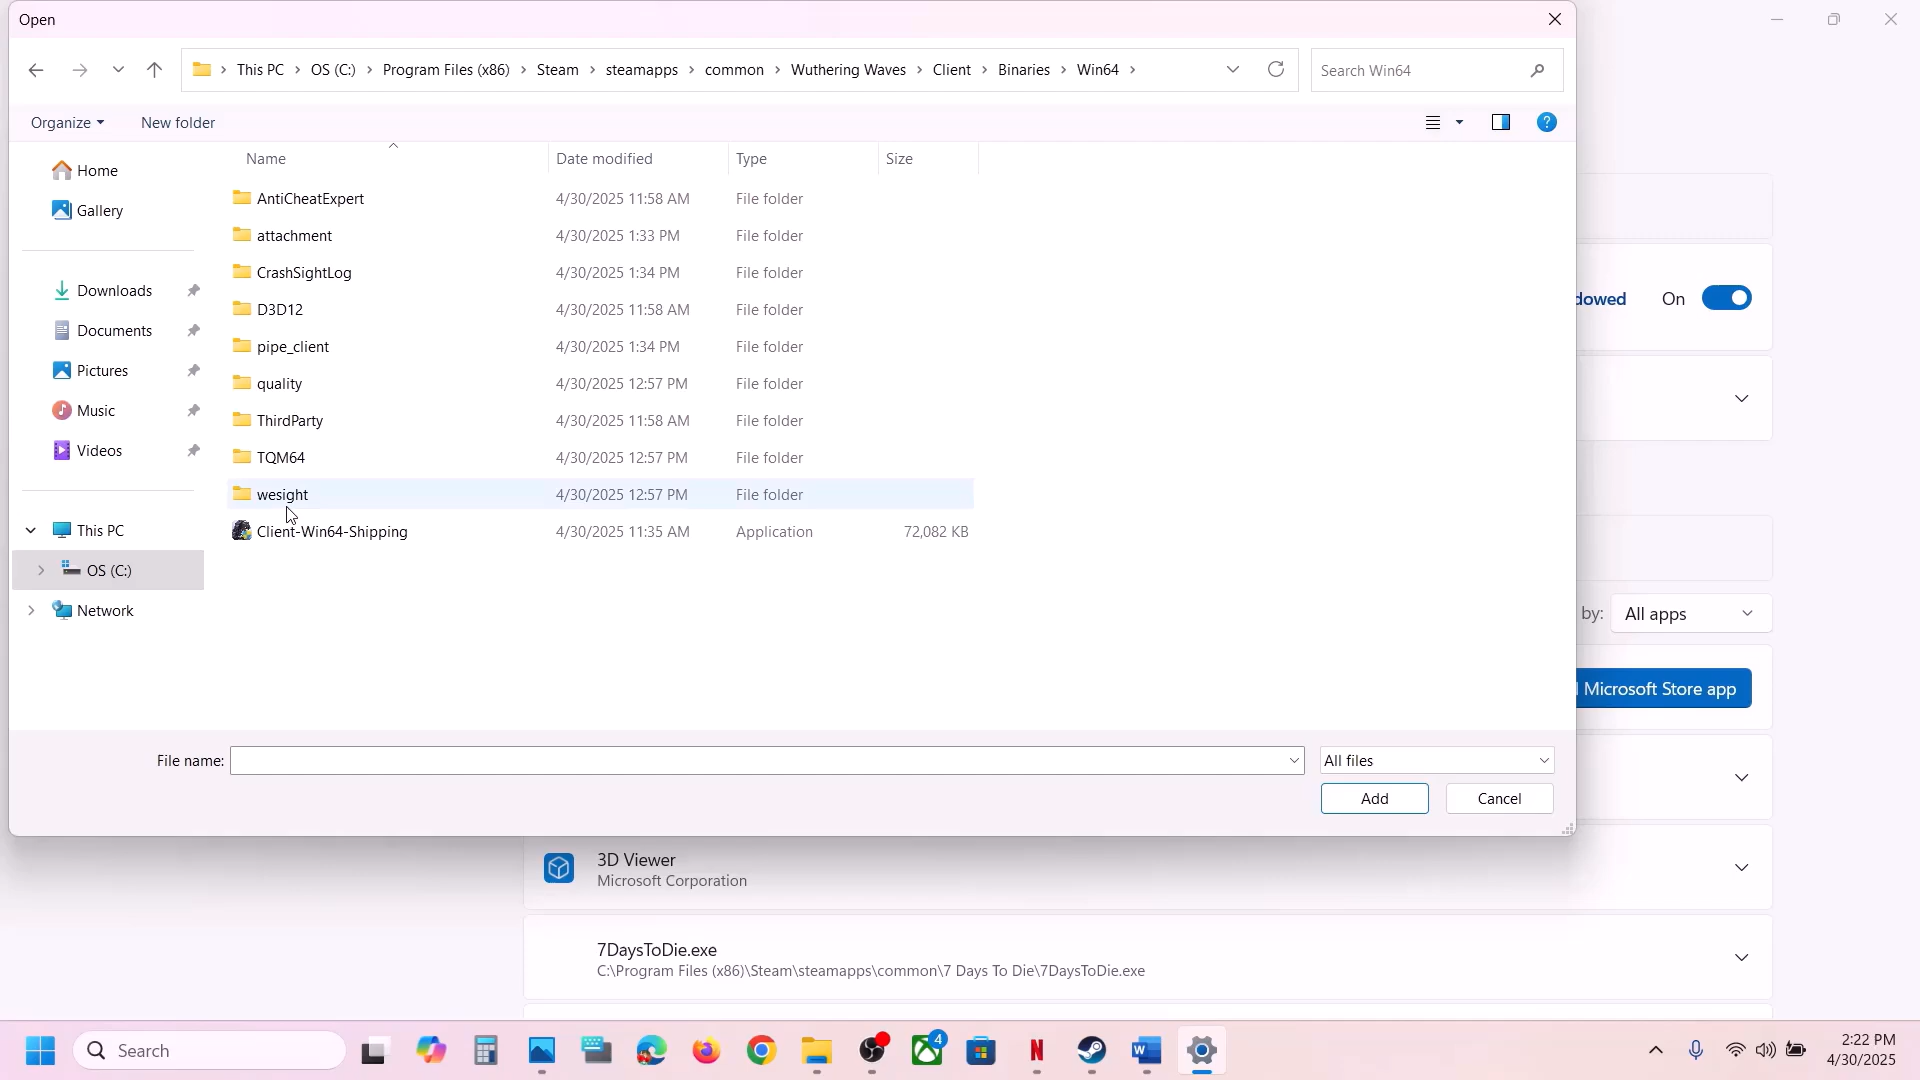 Open
This PC > OS (C:) > Program Files (x86) > Steam > steamapps > common > Wuthering Waves > Client > Binaries > Win64 >
Search Win64
Organize
New folder
Name Date modified Type Size
Home
Gallery
Downloads
Documents
Pictures
Music
Videos
This PC
OS (C:)
Network
AntiCheatExpert 4/30/2025 11:58 AM File folder
attachment 4/30/2025 1:33 PM File folder
CrashSightLog 4/30/2025 1:34 PM File folder
D3D12 4/30/2025 11:58 AM File folder
pipe_client 4/30/2025 1:34 PM File folder
quality 4/30/2025 12:57 PM File folder
ThirdParty 4/30/2025 11:58 AM File folder
TQM64 4/30/2025 12:57 PM File folder
wesight 4/30/2025 12:57 PM File folder
Client-Win64-Shipping 4/30/2025 11:35 AM Application 72,082 KB
File name:
All files
Add
Cancel
On
by:
All apps
Microsoft Store app
3D Viewer
Microsoft Corporation
7DaysToDie.exe
C:\Program Files (x86)\Steam\steamapps\common\7 Days To Die\7DaysToDie.exe
Search
4
2:22 PM
4/30/2025